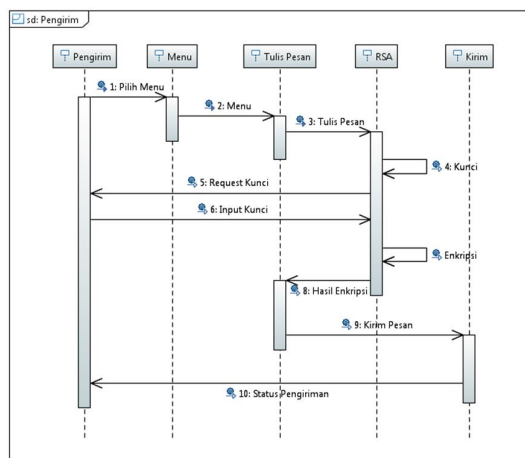 sd: Pengirim
Pengirim
Menu
Tulis Pesan
RSA
Kirim
1: Pilih Menu
2: Menu
3: Tulis Pesan
4: Kunci
5: Request Kunci
6: Input Kunci
Enkripsi
8: Hasil Enkripsi
9: Kirim Pesan
10: Status Pengiriman